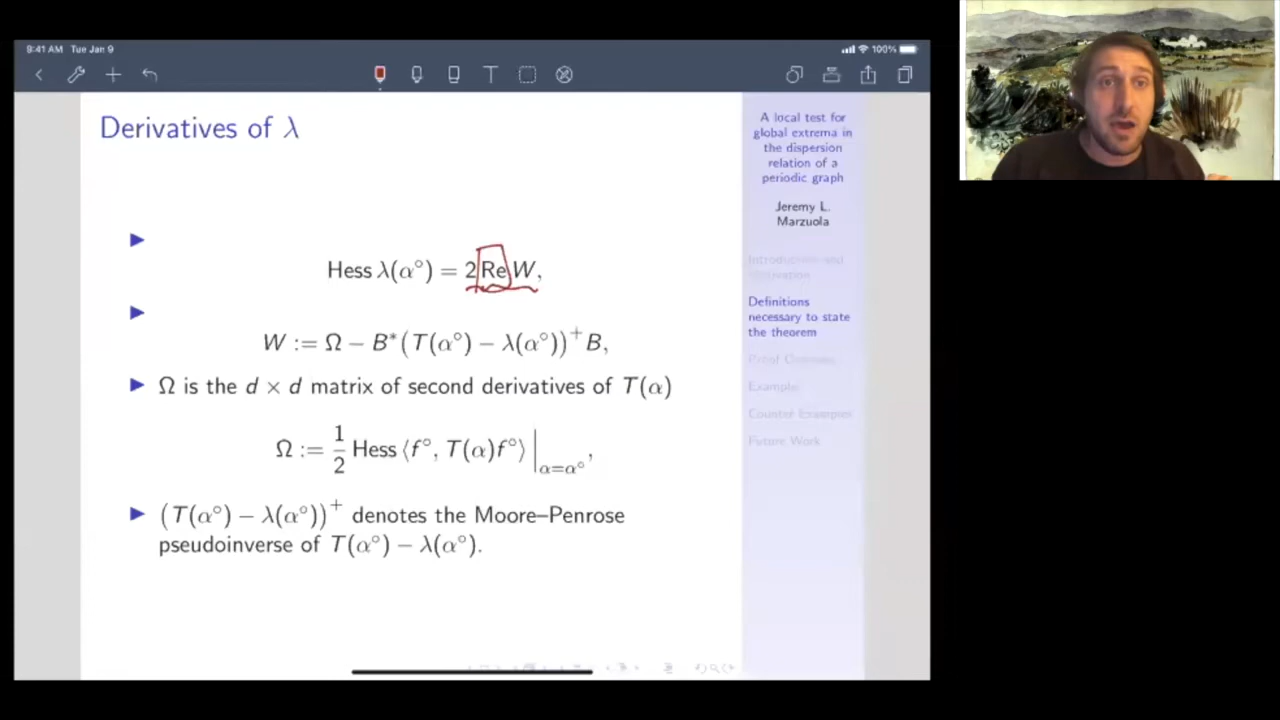 9:41 AM Tue Jan 9
100%
Derivatives of λ
Hess λ(α°) = 2 Re W,
W := Ω − B*(T(α°) − λ(α°))⁺B,
Ω is the d × d matrix of second derivatives of T(α)
Ω := 1/2 Hess ⟨f°, T(α)f°⟩|α=α°,
(T(α°) − λ(α°))⁺ denotes the Moore–Penrose
pseudoinverse of T(α°) − λ(α°).
A local test for
global extrema in
the dispersion
relation of a
periodic graph
Jeremy L.
Marzuola
Introduction and
Motivation
Definitions
necessary to state
the theorem
Proof Overview
Example
Counter Examples
Future Work